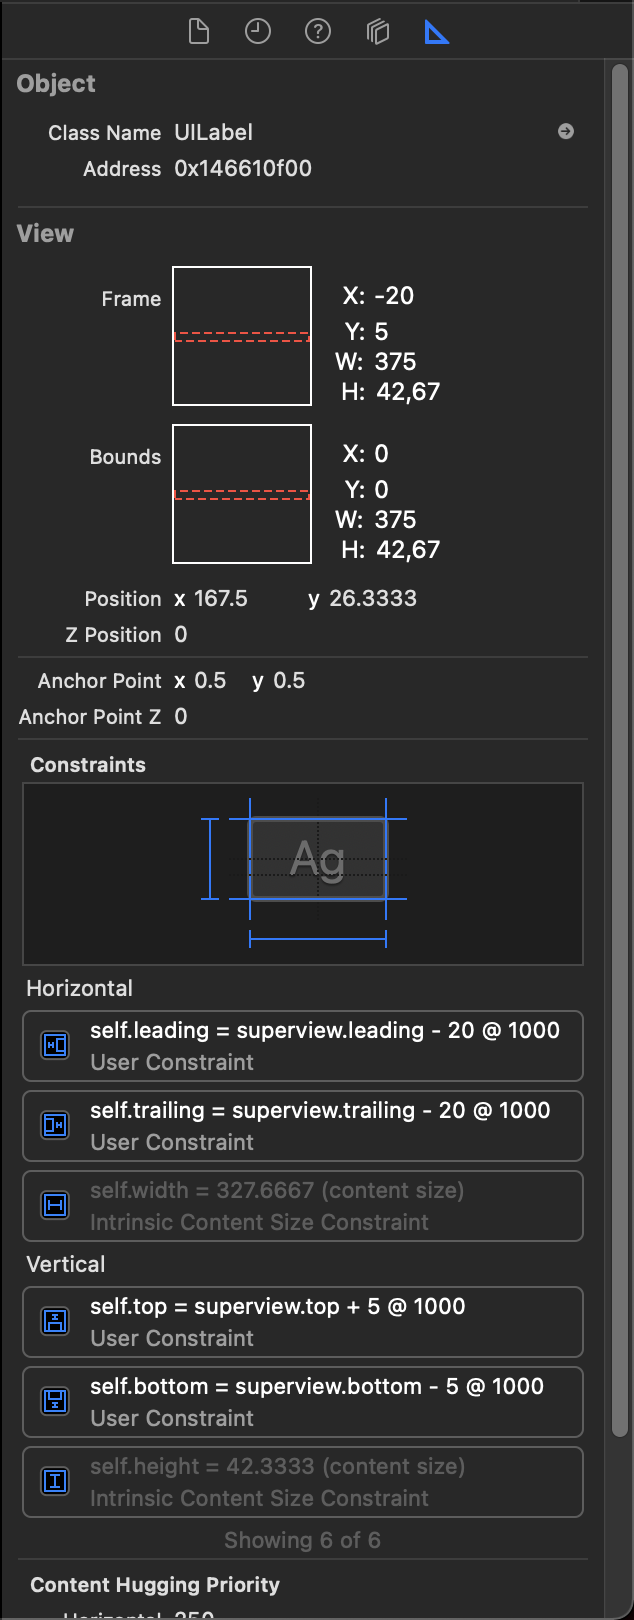 Object
Class Name UILabel
Address 0x146610f00
View
Frame
X: -20
Y: 5
W: 375
H: 42,67
Bounds
X: 0
Y: 0
W: 375
H: 42,67
Position x 167.5 y 26.3333
Z Position 0
Anchor Point x 0.5 y 0.5
Anchor Point Z 0
Constraints
Ag
Horizontal
self.leading = superview.leading - 20 @ 1000
User Constraint
self.trailing = superview.trailing - 20 @ 1000
User Constraint
self.width = 327.6667 (content size)
Intrinsic Content Size Constraint
Vertical
self.top = superview.top + 5 @ 1000
User Constraint
self.bottom = superview.bottom - 5 @ 1000
User Constraint
self.height = 42.3333 (content size)
Intrinsic Content Size Constraint
Showing 6 of 6
Content Hugging Priority
Horizontal 250